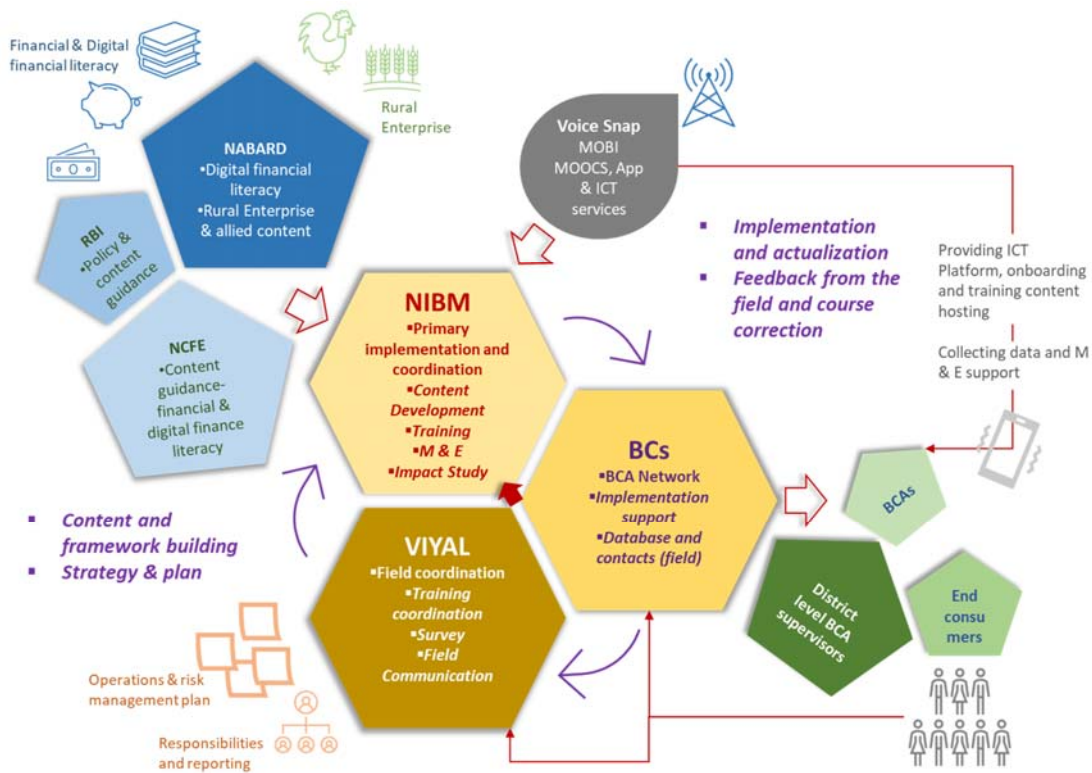 Financial & Digital
financial literacy
Rural
Enterprise
NABARD
•Digital financial
literacy
•Rural Enterprise
& allied content
RBI
•Policy &
content
guidance
NCFE
•Content
guidance-
financial &
digital finance
literacy
Voice Snap
MOBI
MOOCS, App
& ICT
services
▪ Implementation
and actualization
▪ Feedback from the
field and course
correction
Providing ICT
Platform, onboarding
and training content
hosting
Collecting data and M
& E support
NIBM
▪Primary
implementation and
coordination
▪Content
Development
▪Training
▪M & E
▪Impact Study
BCs
▪BCA Network
▪Implementation
support
▪Database and
contacts (field)
BCAs
District
level BCA
supervisors
End
consu
mers
▪ Content and
framework building
▪ Strategy & plan
VIYAL
▪Field coordination
▪Training
coordination
▪Survey
▪Field
Communication
Operations & risk
management plan
Responsibilities
and reporting